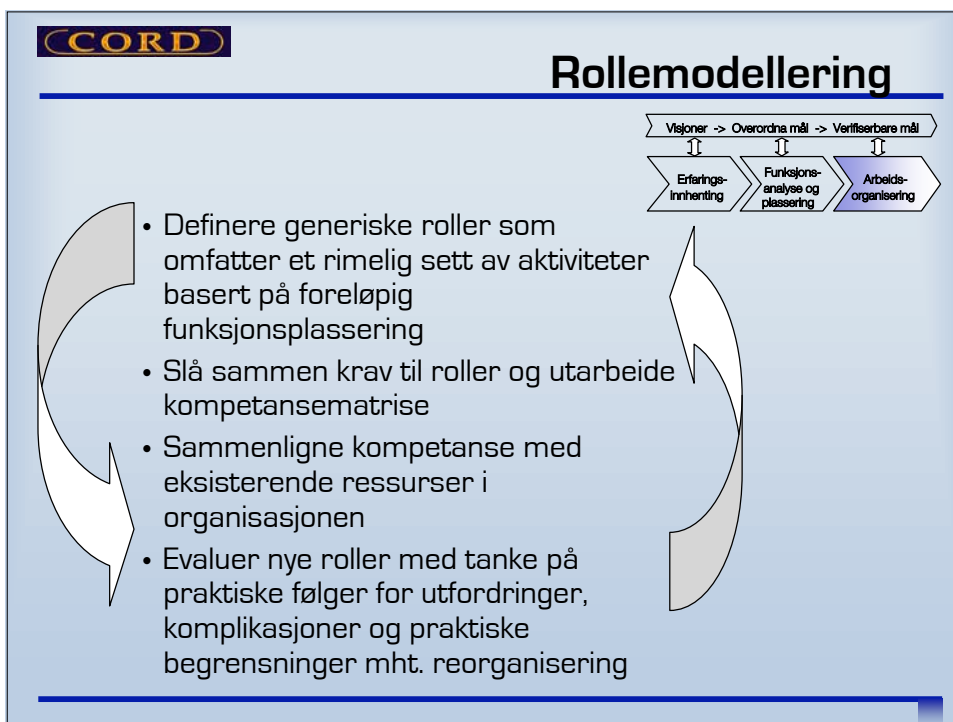 CORD
Rollemodellering
Visjoner -> Overordna mål -> Verifiserbare mål
Erfarings-
innhenting
Funksjons-
analyse og
plassering
Arbeids-
organisering
• Definere generiske roller som
omfatter et rimelig sett av aktiviteter
basert på foreløpig
funksjonsplassering
• Slå sammen krav til roller og utarbeide
kompetansematrise
• Sammenligne kompetanse med
eksisterende ressurser i
organisasjonen
• Evaluer nye roller med tanke på
praktiske følger for utfordringer,
komplikasjoner og praktiske
begrensninger mht. reorganisering